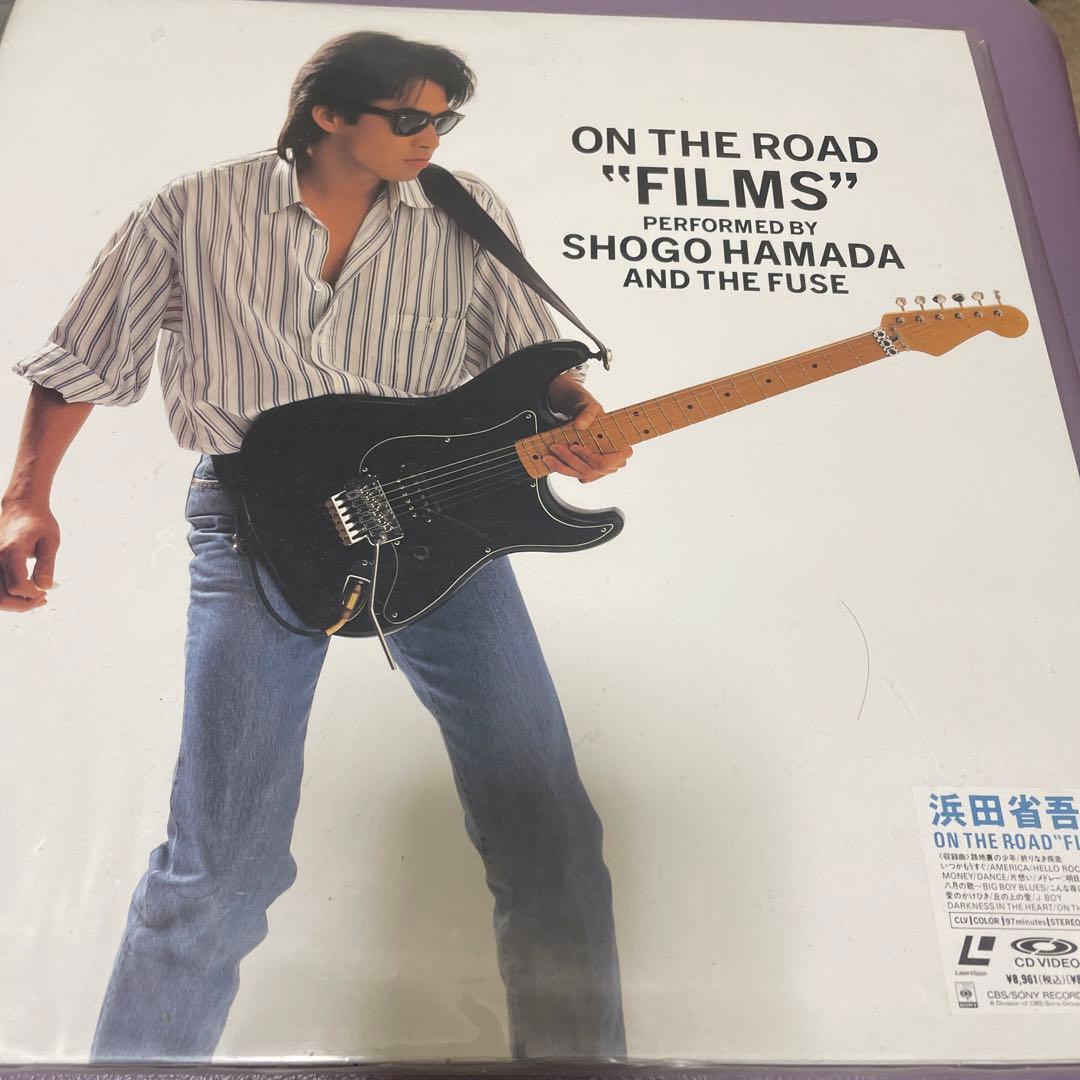 ON THE ROAD
“FILMS”
PERFORMED BY
SHOGO HAMADA
AND THE FUSE
浜田省吾
ON THE ROAD "FI
〈収録曲〉路地裏の少年/終りなき疾走
いつかもうすぐ/AMERICA/HELLO ROC
MONEY/DANCE/片想い/メドレー:明日
八月の歌〜BIG BOY BLUES/こんな夜に
愛のかけひき/丘の上の愛/J.BOY
DARKNESS IN THE HEART/ON TH
CLV COLOR 97minutes STEREO
LaserVision
CD VIDEO
¥8,961(税込)
SONY
CBS/SONY RECORD
A Division of CBS/Sony Group